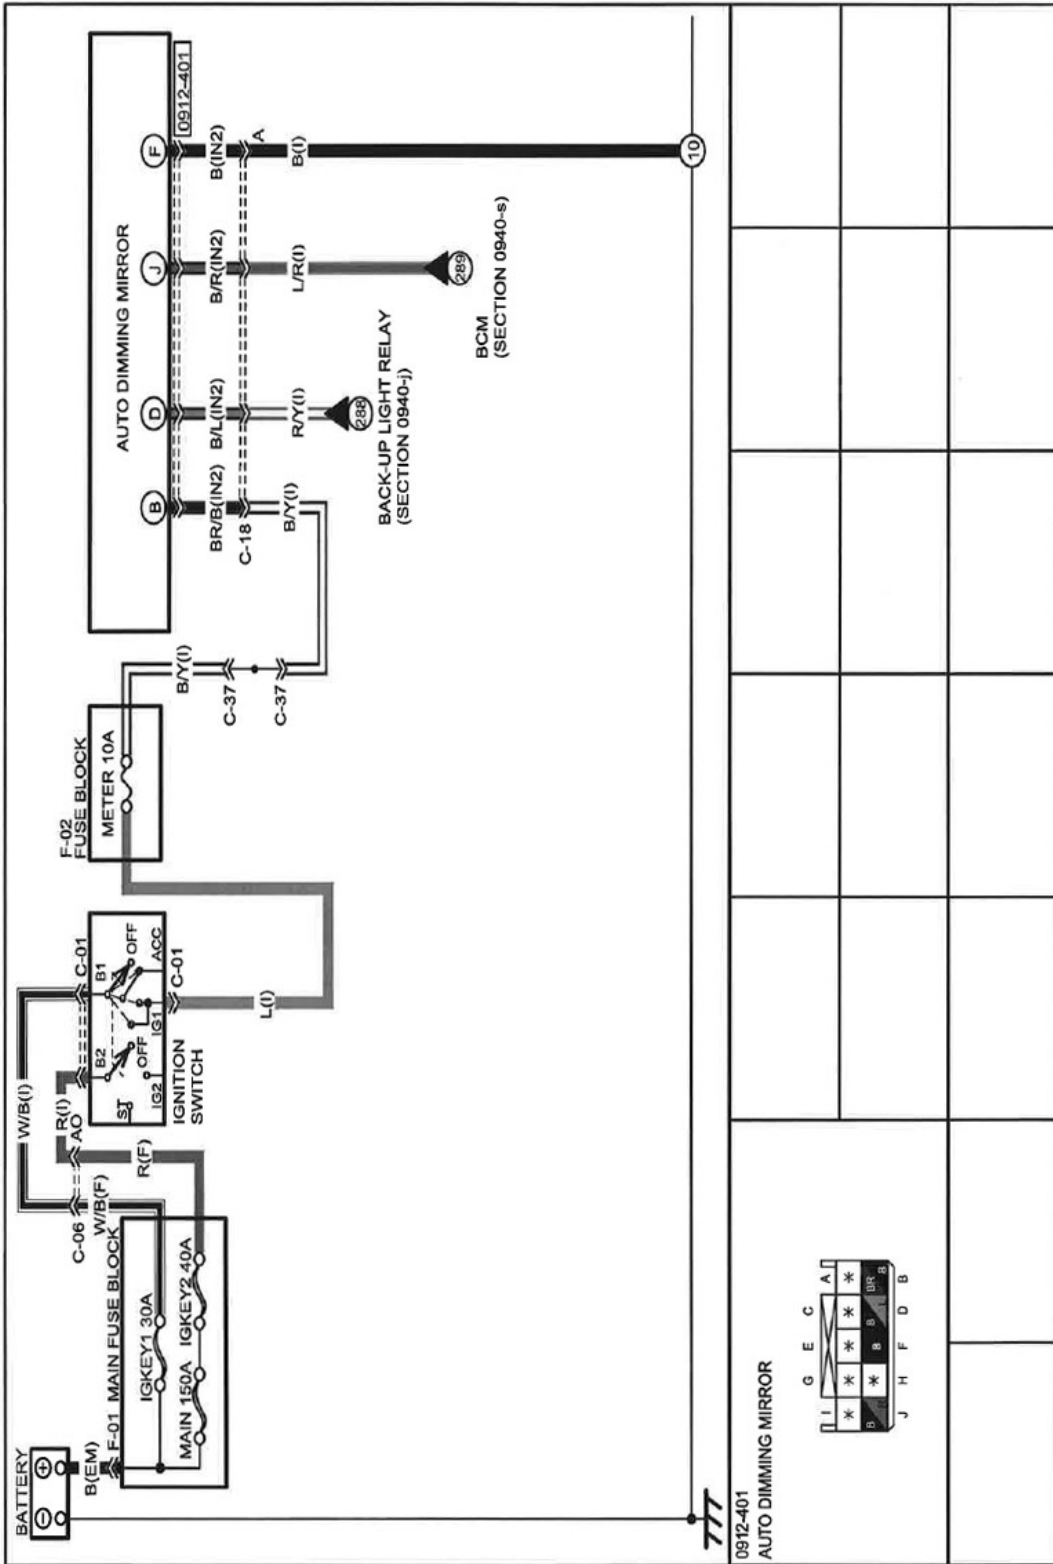 BATTERY
B(EM)
F-01 MAIN FUSE BLOCK
IGKEY1 30A
MAIN 150A
IGKEY2 40A
C-06
W/B(F)
W/B(I)
R(I)
AO
R(F)
C-01
B2
B1
ST
OFF
OFF
IG2
IG1
ACC
C-01
IGNITION
SWITCH
L(I)
F-02
FUSE BLOCK
METER 10A
B/Y(I)
C-37
C-37
AUTO DIMMING MIRROR
B
D
J
F
0912-401
BR/B(IN2)
B/L(IN2)
B/R(IN2)
B(IN2)
C-18
A
B/Y(I)
R/Y(I)
L/R(I)
B(I)
288
BACK-UP LIGHT RELAY
(SECTION 0940-j)
289
BCM
(SECTION 0940-s)
10
0912-401
AUTO DIMMING MIRROR
I G E C A
* * * * *
B * B B BR B
J H F D B